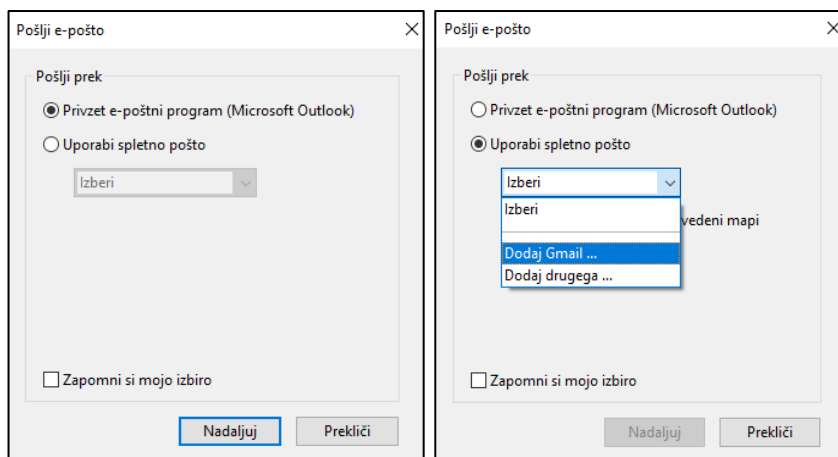 Pošlji e-pošto
Pošlji prek
Privzet e-poštni program (Microsoft Outlook)
Uporabi spletno pošto
Izberi
Zapomni si mojo izbiro
Nadaljuj
Prekliči
Pošlji e-pošto
Pošlji prek
Privzet e-poštni program (Microsoft Outlook)
Uporabi spletno pošto
Izberi
Izberi
vedeni mapi
Dodaj Gmail ...
Dodaj drugega ...
Zapomni si mojo izbiro
Nadaljuj
Prekliči